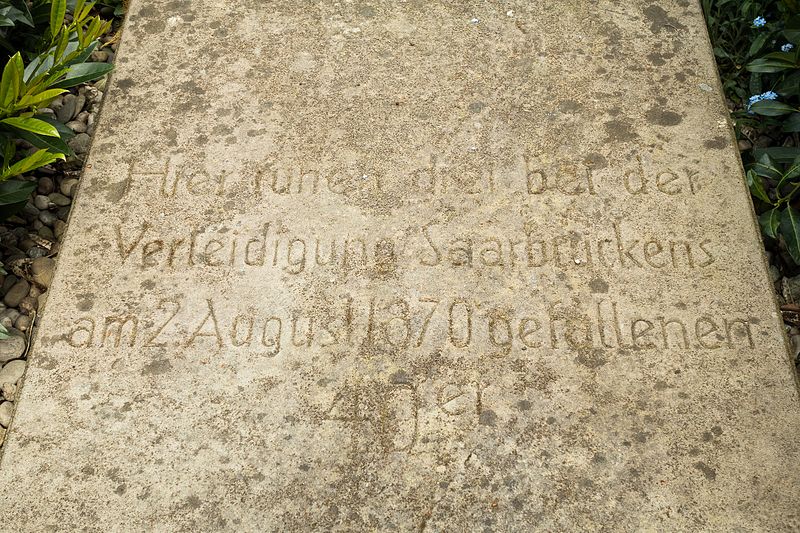 Hier ruhen drei bei der
Verteidigung Saarbrückens
am 2. August 1870 gefallenen
40er